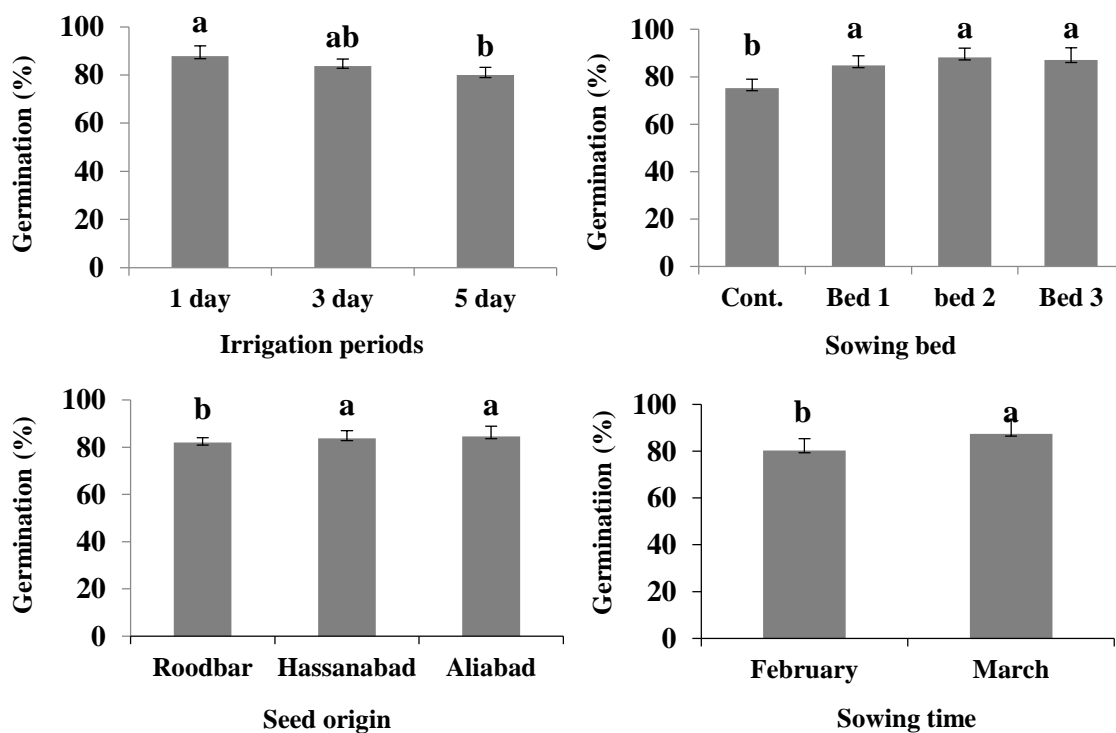 Germination (%)
100
80
60
40
20
0
a
ab
b
1 day 3 day 5 day
Irrigation periods
Germination (%)
100
80
60
40
20
0
b
a
a
a
Cont. Bed 1 bed 2 Bed 3
Sowing bed
Germination (%)
100
80
60
40
20
0
b
a
a
Roodbar Hassanabad Aliabad
Seed origin
Germinatiion (%)
100
80
60
40
20
0
b
a
February March
Sowing time